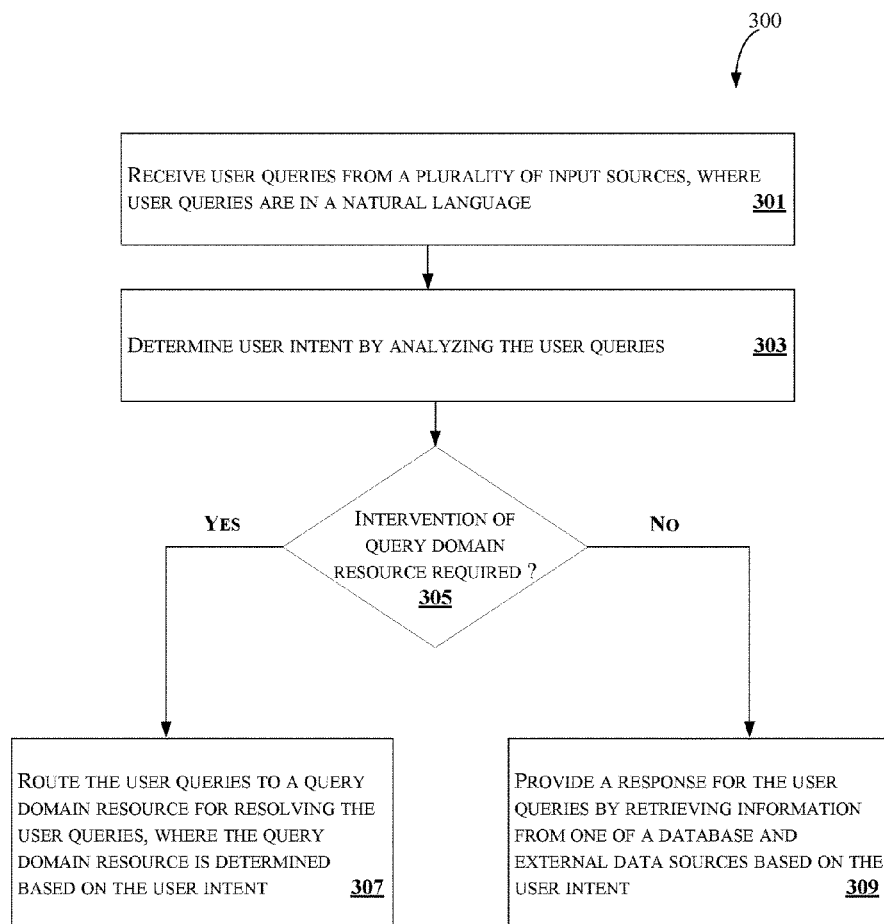 300
RECEIVE USER QUERIES FROM A PLURALITY OF INPUT SOURCES, WHERE
USER QUERIES ARE IN A NATURAL LANGUAGE 301
DETERMINE USER INTENT BY ANALYZING THE USER QUERIES 303
YES
NO
INTERVENTION OF
QUERY DOMAIN
RESOURCE REQUIRED ?
305
ROUTE THE USER QUERIES TO A QUERY
DOMAIN RESOURCE FOR RESOLVING THE
USER QUERIES, WHERE THE QUERY
DOMAIN RESOURCE IS DETERMINED
BASED ON THE USER INTENT 307
PROVIDE A RESPONSE FOR THE USER
QUERIES BY RETRIEVING INFORMATION
FROM ONE OF A DATABASE AND
EXTERNAL DATA SOURCES BASED ON THE
USER INTENT 309